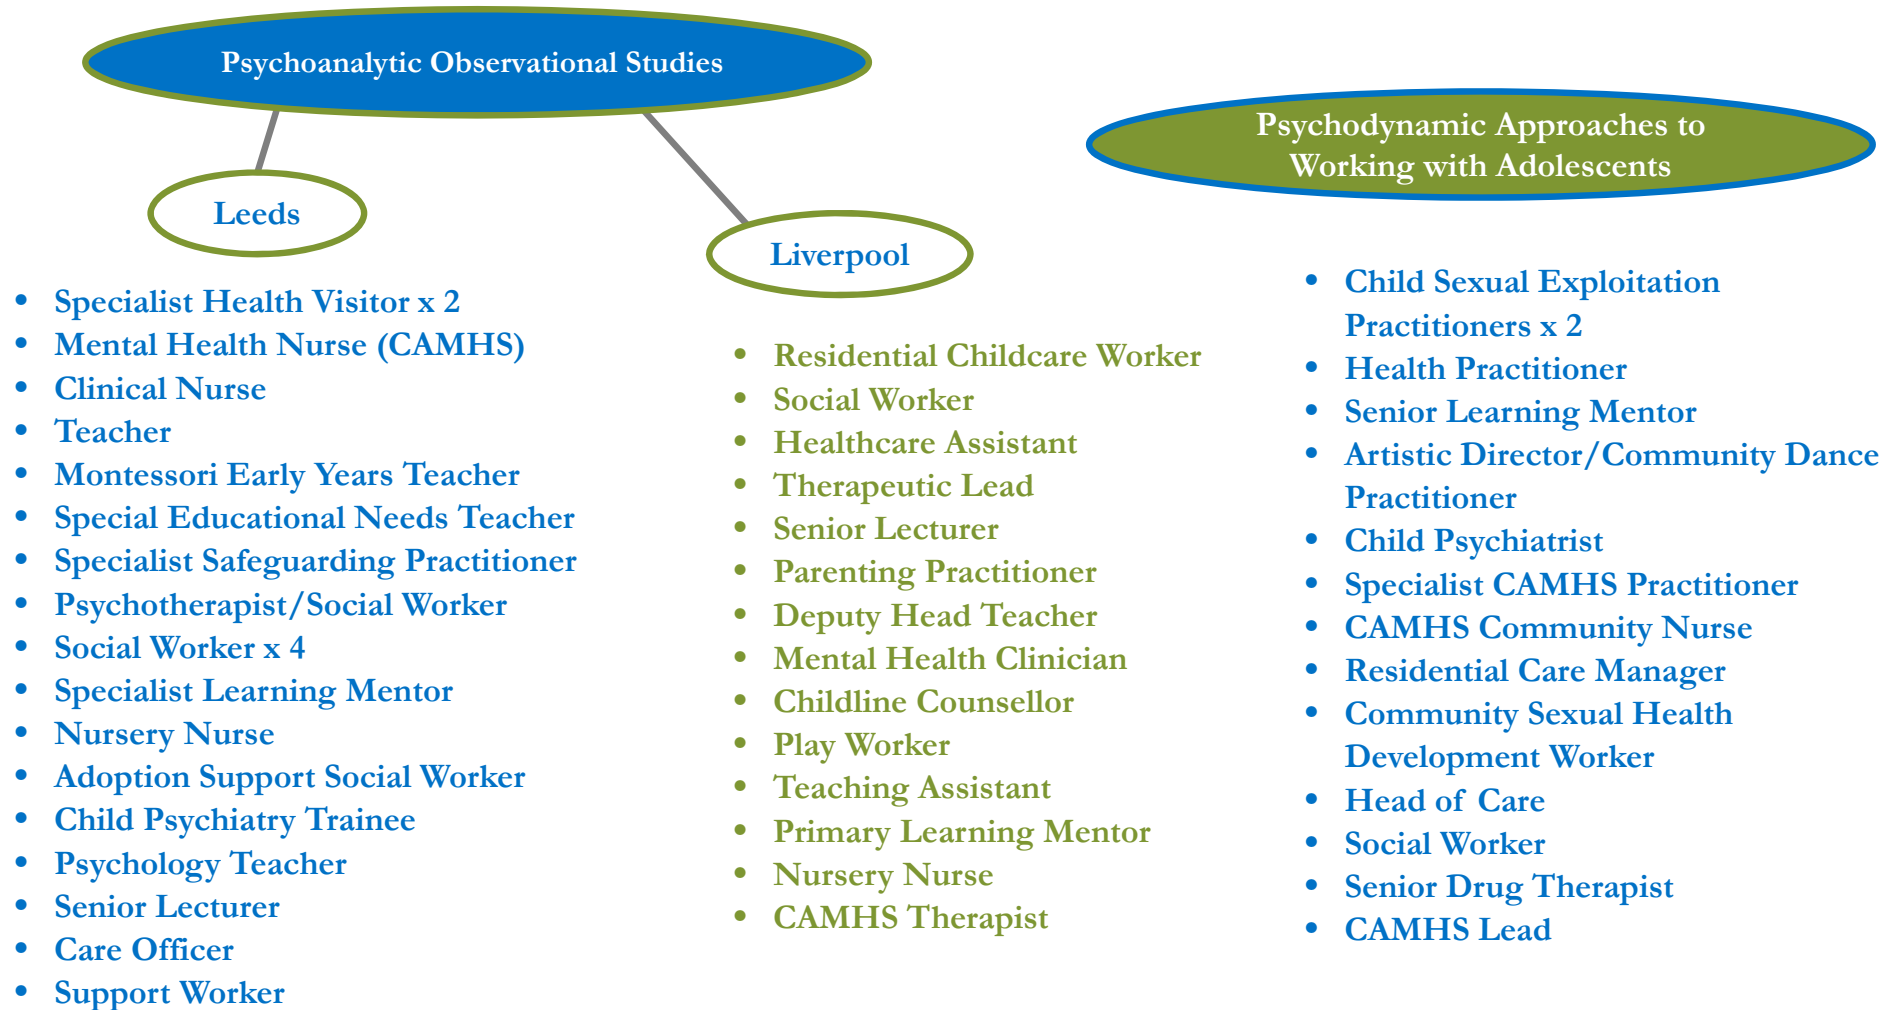 Psychoanalytic Observational Studies
Leeds
• Specialist Health Visitor x 2
• Mental Health Nurse (CAMHS)
• Clinical Nurse
• Teacher
• Montessori Early Years Teacher
• Special Educational Needs Teacher
• Specialist Safeguarding Practitioner
• Psychotherapist/Social Worker
• Social Worker x 4
• Specialist Learning Mentor
• Nursery Nurse
• Adoption Support Social Worker
• Child Psychiatry Trainee
• Psychology Teacher
• Senior Lecturer
• Care Officer
• Support Worker
Liverpool
• Residential Childcare Worker
• Social Worker
• Healthcare Assistant
• Therapeutic Lead
• Senior Lecturer
• Parenting Practitioner
• Deputy Head Teacher
• Mental Health Clinician
• Childline Counsellor
• Play Worker
• Teaching Assistant
• Primary Learning Mentor
• Nursery Nurse
• CAMHS Therapist
Psychodynamic Approaches to
Working with Adolescents
• Child Sexual Exploitation
Practitioners x 2
• Health Practitioner
• Senior Learning Mentor
• Artistic Director/Community Dance
Practitioner
• Child Psychiatrist
• Specialist CAMHS Practitioner
• CAMHS Community Nurse
• Residential Care Manager
• Community Sexual Health
Development Worker
• Head of Care
• Social Worker
• Senior Drug Therapist
• CAMHS Lead